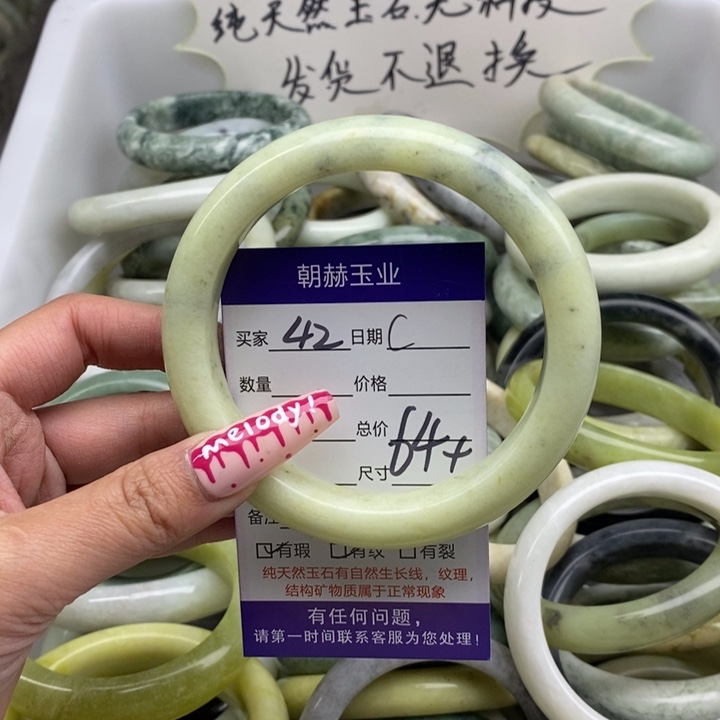 纯天然玉石.无
发货不退换
朝赫玉业
买家 42 日期 C
数量 价格
总价
尺寸 64+
melody!
备注
有瑕 有纹 有裂
纯天然玉石有自然生长线，纹理，
结构矿物质属于正常现象
有任何问题，
请第一时间联系客服为您处理！